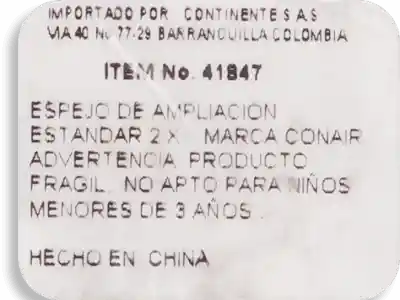 IMPORTADO POR CONTINENTE S.A.S
VIA 40 No 77-29 BARRANQUILLA COLOMBIA
ITEM No. 41847
ESPEJO DE AMPLIACION
ESTANDAR 2 X MARCA CONAIR
ADVERTENCIA PRODUCTO
FRAGIL. NO APTO PARA NIÑOS
MENORES DE 3 AÑOS.
HECHO EN CHINA